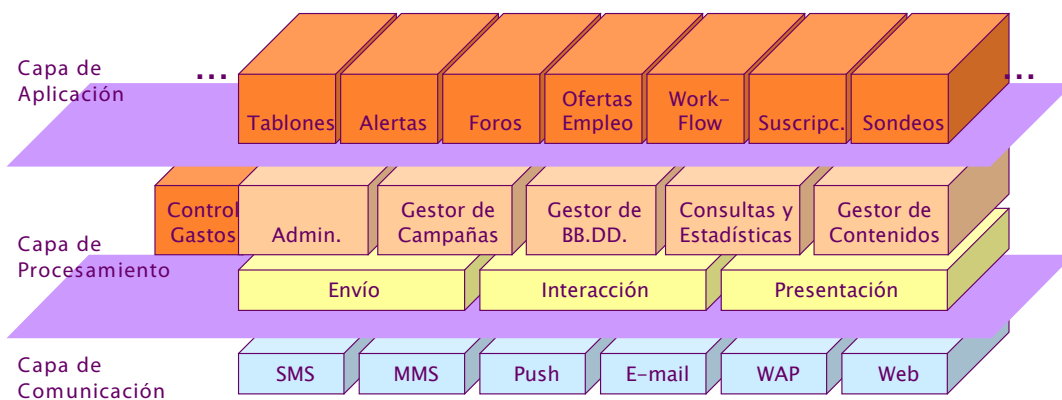 Capa de
Aplicación
...
...
Tablones
Alertas
Foros
Ofertas
Empleo
Work-
Flow
Suscripc.
Sondeos
Capa de
Procesamiento
Control
Gastos
Admin.
Gestor de
Campañas
Gestor de
BB.DD.
Consultas y
Estadísticas
Gestor de
Contenidos
Envío
Interacción
Presentación
Capa de
Comunicación
SMS
MMS
Push
E-mail
WAP
Web